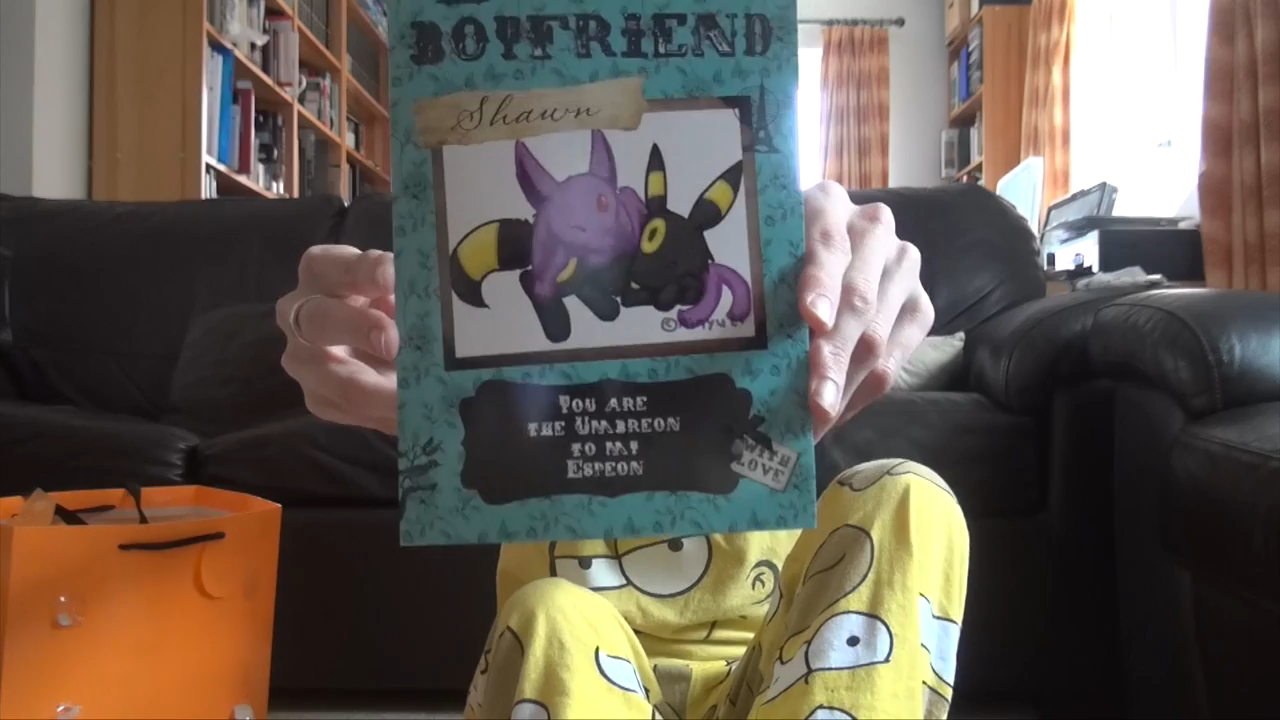 BOYFRIEND
Shawn
YOU ARE
THE UMBREON
TO MY
ESPEON
WITH
LOVE